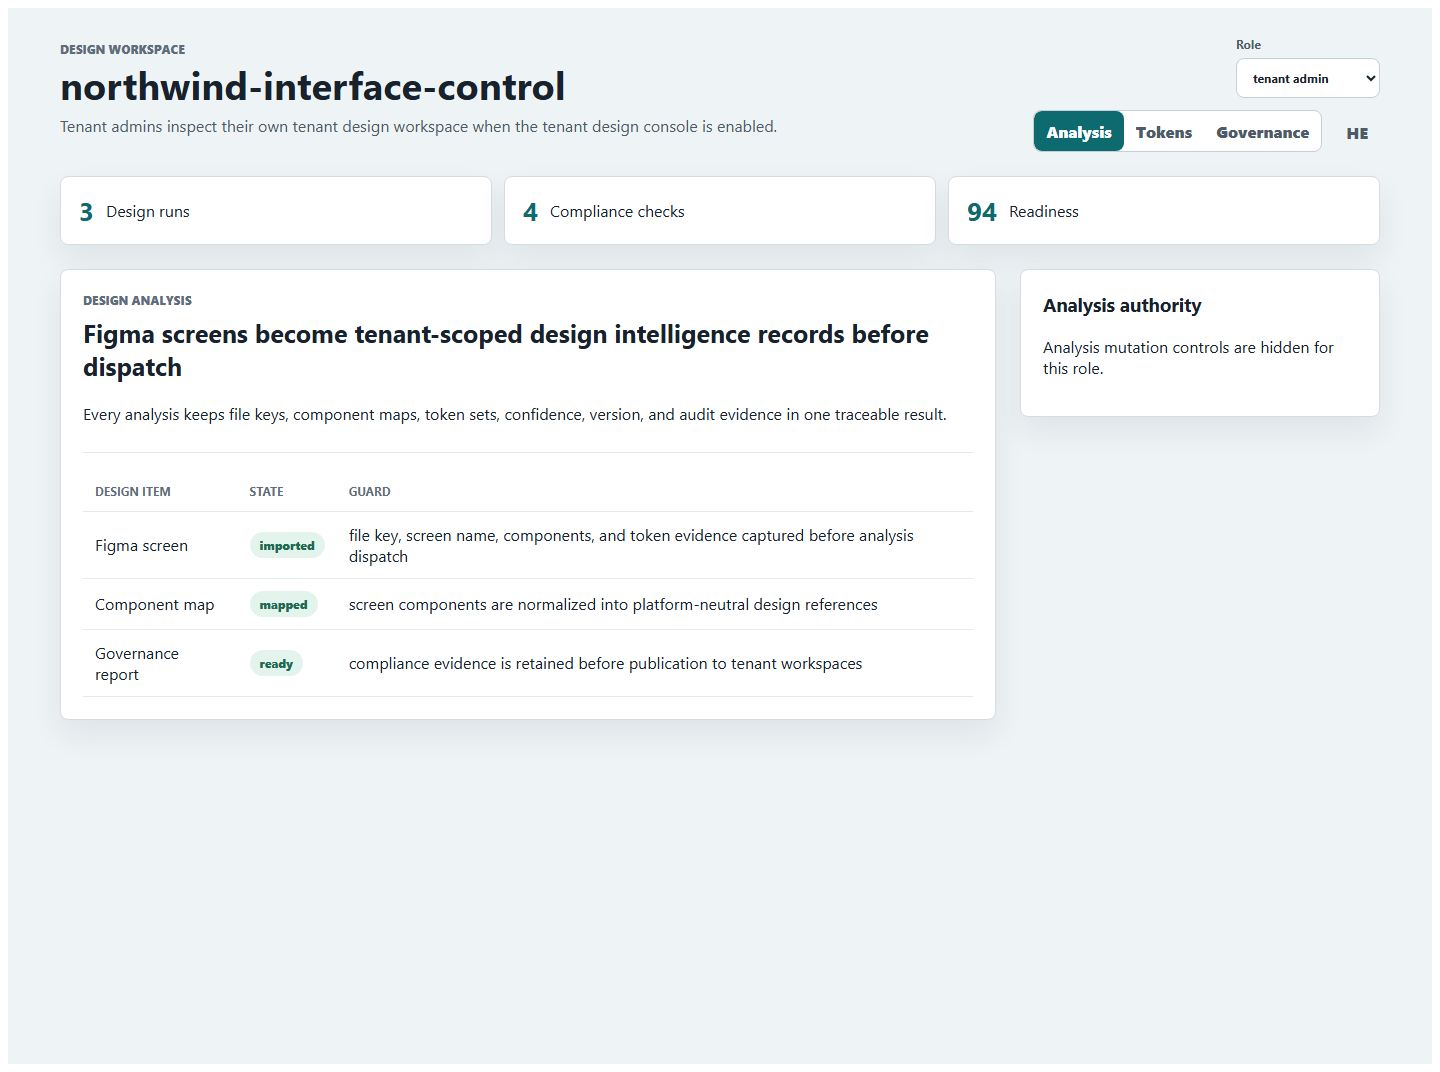 DESIGN WORKSPACE
northwind-interface-control
Tenant admins inspect their own tenant design workspace when the tenant design console is enabled.
Role
tenant admin
Analysis Tokens Governance HE
3 Design runs
4 Compliance checks
94 Readiness
DESIGN ANALYSIS
Figma screens become tenant-scoped design intelligence records before
dispatch
Every analysis keeps file keys, component maps, token sets, confidence, version, and audit evidence in one traceable result.
DESIGN ITEM STATE GUARD
Figma screen imported file key, screen name, components, and token evidence captured before analysis
dispatch
Component map mapped screen components are normalized into platform-neutral design references
Governance
report ready compliance evidence is retained before publication to tenant workspaces
Analysis authority
Analysis mutation controls are hidden for
this role.